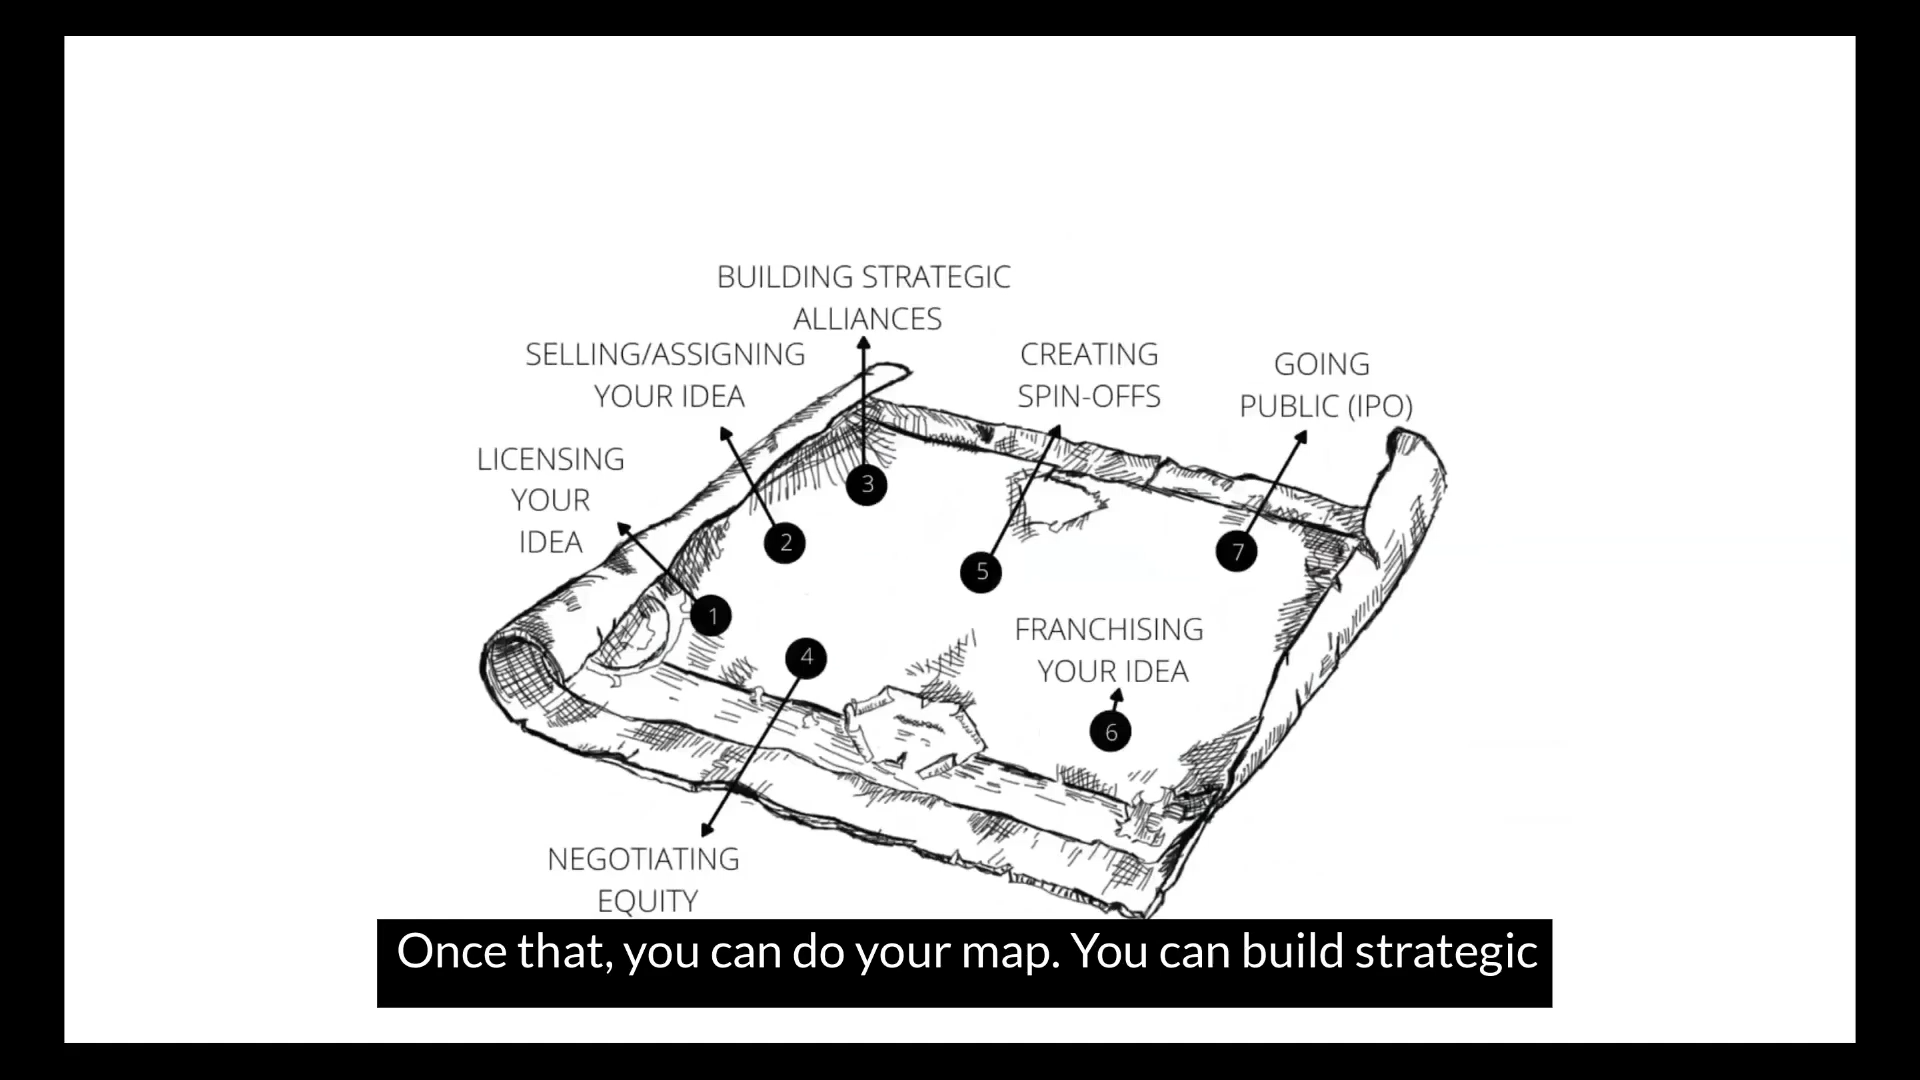 BUILDING STRATEGIC
ALLIANCES
SELLING/ASSIGNING
YOUR IDEA
CREATING
SPIN-OFFS
GOING
PUBLIC (IPO)
LICENSING
YOUR
IDEA
3
2
5
7
1
4
FRANCHISING
YOUR IDEA
6
NEGOTIATING
EQUITY
Once that, you can do your map. You can build strategic